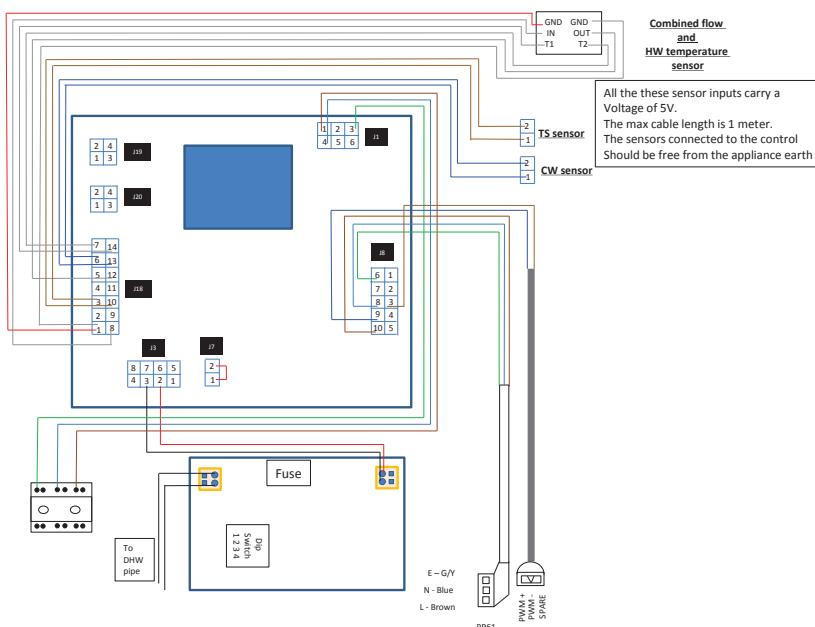 GND GND
IN OUT
T1 T2
Combined flow
and
HW temperature
sensor
All the these sensor inputs carry a
Voltage of 5V.
The max cable length is 1 meter.
The sensors connected to the control
Should be free from the appliance earth
2
1
TS sensor
2
1
CW sensor
1 2 3
4 5 6
J1
2 4
1 3
J19
2 4
1 3
J20
7 14
6 13
5 12
4 11
3 10
2 9
1 8
J18
J8
6 1
7 2
8 3
9 4
10 5
J3
8 7 6 5
4 3 2 1
J7
2
1
Fuse
Dip
Switch
1 2 3 4
To
DHW
pipe
E – G/Y
N - Blue
L - Brown
PWM +
PWM -
SPARE